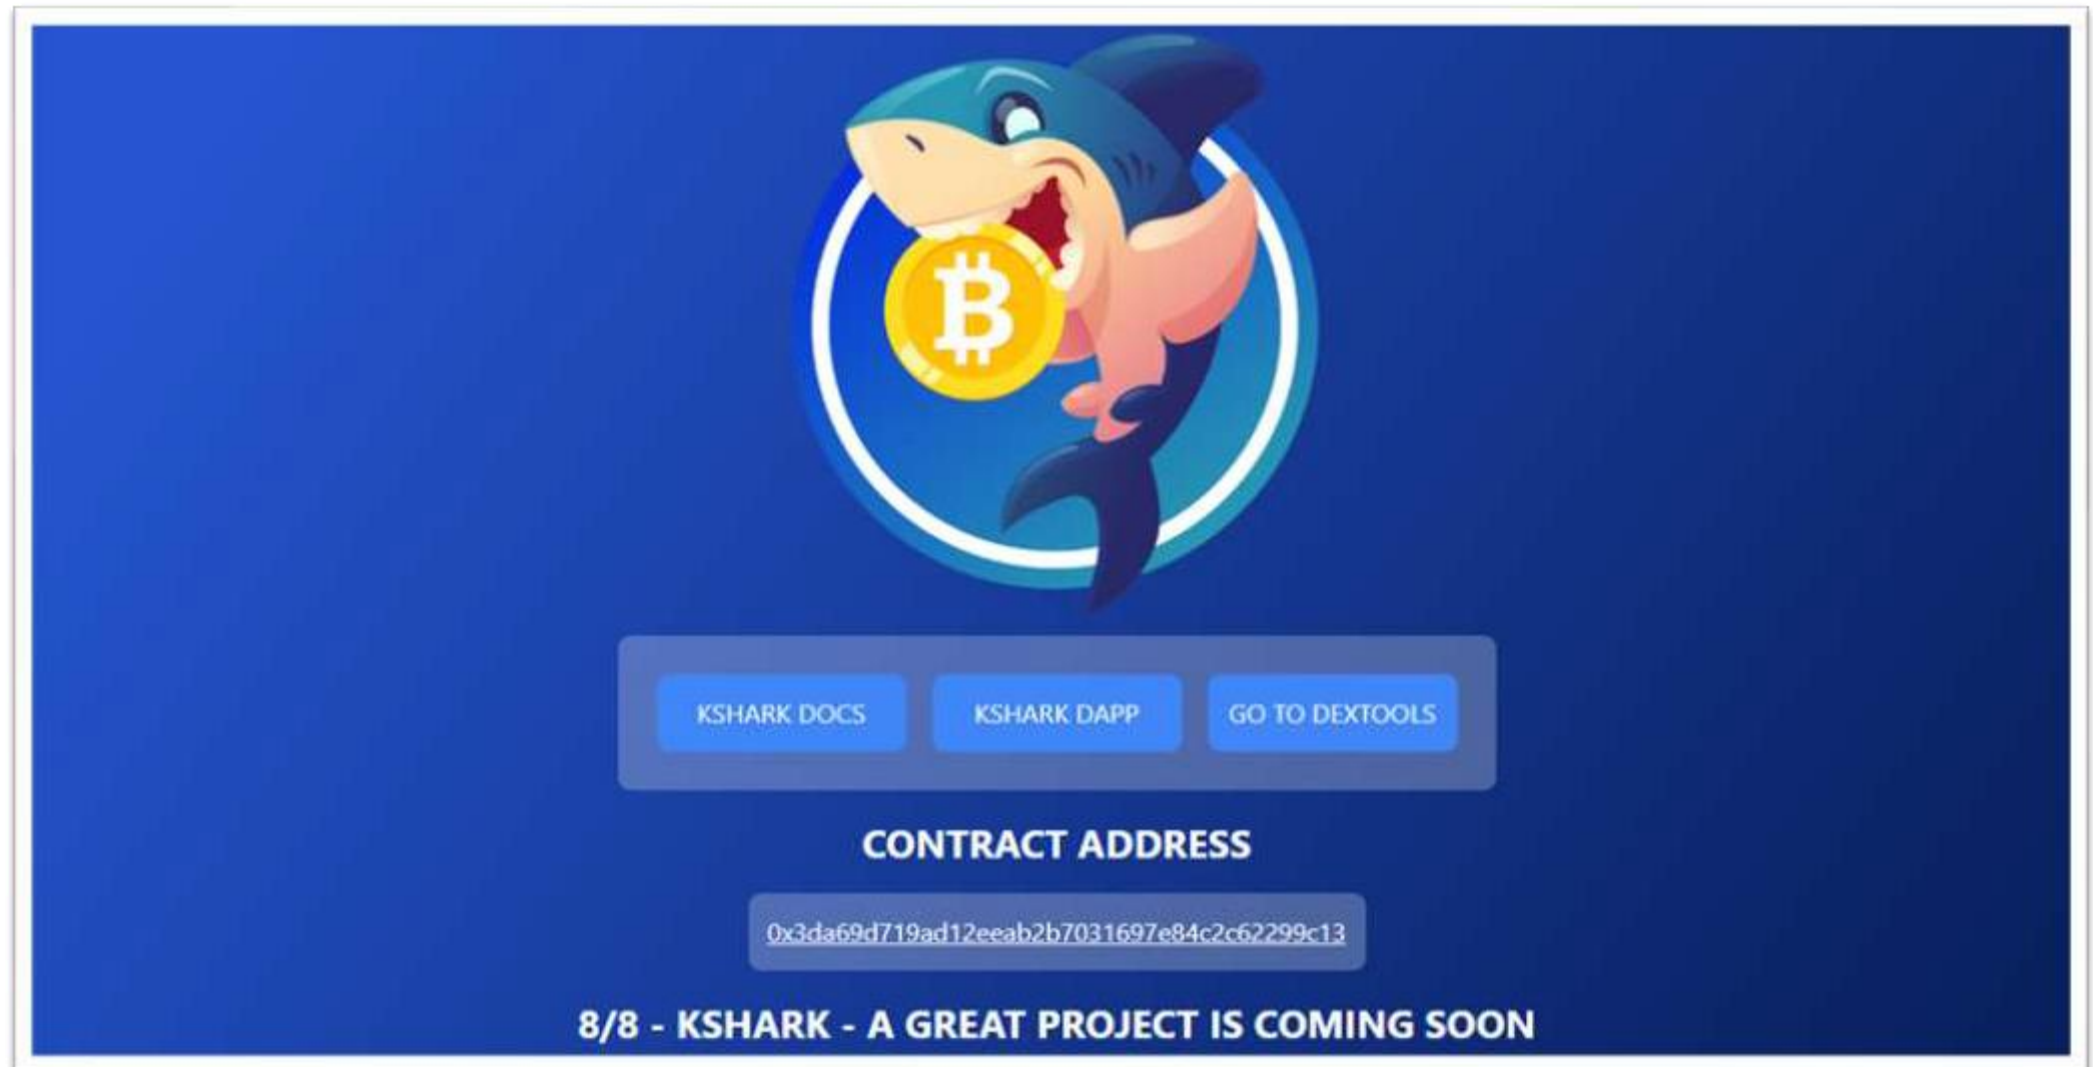 KSHARK DOCS KSHARK DAPP GO TO DEXTOOLS
CONTRACT ADDRESS
0x3da69d719ad12eeab2b7031697e84c2c62299c13
8/8 - KSHARK - A GREAT PROJECT IS COMING SOON